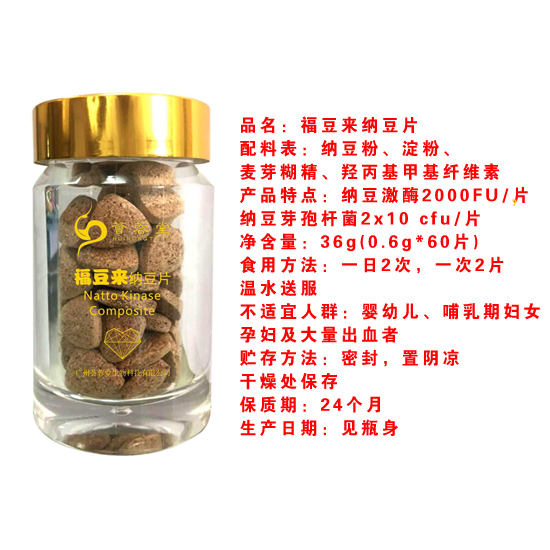 HUIRONGTANG
福豆来纳豆片
Natto Kinase
Composite
品名：福豆来纳豆片
配料表：纳豆粉、淀粉、
麦芽糊精、羟丙基甲基纤维素
产品特点：纳豆激酶2000FU/片
纳豆芽孢杆菌2x10 cfu/片
净含量：36g(0.6g*60片)
食用方法：一日2次，一次2片
温水送服
不适宜人群：婴幼儿、哺乳期妇女
孕妇及大量出血者
贮存方法：密封，置阴凉
干燥处保存
保质期：24个月
生产日期：见瓶身